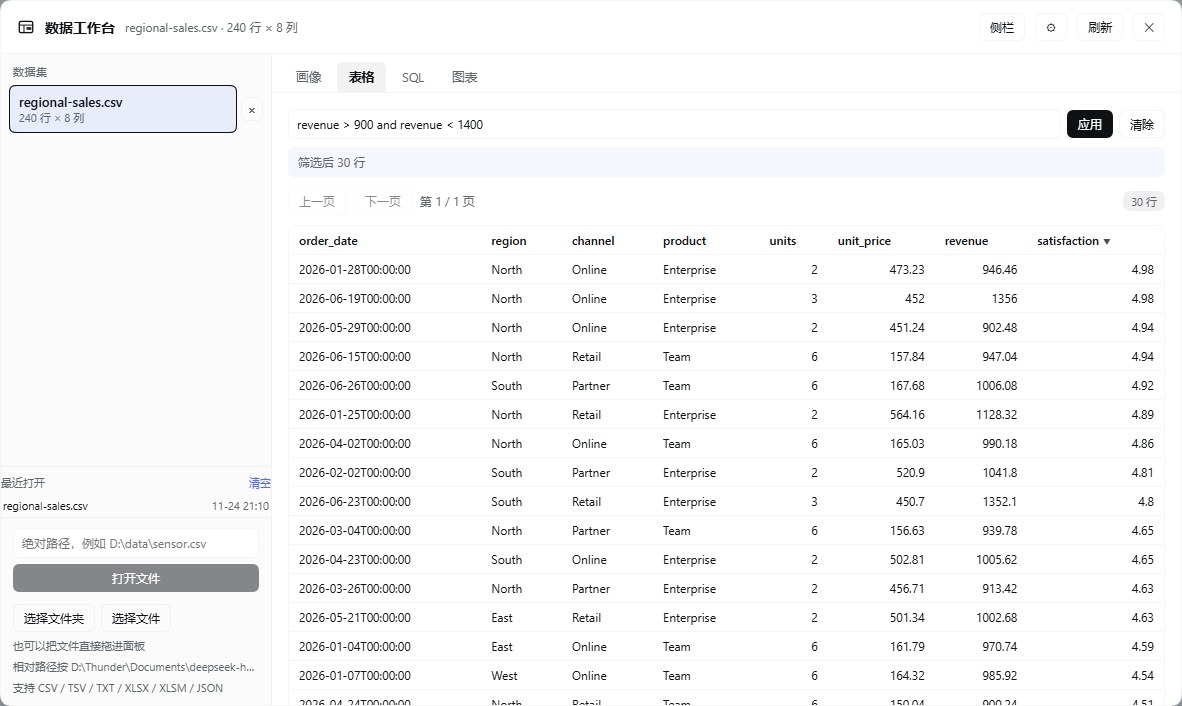 数据工作台 regional-sales.csv · 240 行 × 8 列 侧栏 刷新
数据集
regional-sales.csv
240 行 × 8 列
画像 表格 SQL 图表
revenue > 900 and revenue < 1400 应用 清除
筛选后 30 行
上一页 下一页 第 1 / 1 页 30 行
order_date region channel product units unit_price revenue satisfaction ▼
2026-01-28T00:00:00 North Online Enterprise 2 473.23 946.46 4.98
2026-06-19T00:00:00 North Online Enterprise 3 452 1356 4.98
2026-05-29T00:00:00 North Online Enterprise 2 451.24 902.48 4.94
2026-06-15T00:00:00 North Retail Team 6 157.84 947.04 4.94
2026-06-26T00:00:00 South Partner Team 6 167.68 1006.08 4.92
2026-01-25T00:00:00 North Retail Enterprise 2 564.16 1128.32 4.89
2026-04-02T00:00:00 North Online Team 6 165.03 990.18 4.86
2026-02-02T00:00:00 South Partner Enterprise 2 520.9 1041.8 4.81
2026-06-23T00:00:00 South Retail Enterprise 3 450.7 1352.1 4.8
2026-03-04T00:00:00 North Partner Team 6 156.63 939.78 4.65
2026-04-23T00:00:00 South Online Enterprise 2 502.81 1005.62 4.65
2026-03-26T00:00:00 North Partner Enterprise 2 456.71 913.42 4.63
2026-05-21T00:00:00 East Retail Enterprise 2 501.34 1002.68 4.63
2026-01-04T00:00:00 East Online Team 6 161.79 970.74 4.59
2026-01-07T00:00:00 West Online Team 6 164.32 985.92 4.54
2026-04-24T00:00:00 North Retail Team 6 150.04 900.24 4.51
最近打开 清空
regional-sales.csv 11-24 21:10
绝对路径，例如 D:\data\sensor.csv
打开文件
选择文件夹 选择文件
也可以把文件直接拖进面板
相对路径按 D:\Thunder\Documents\deepseek-h...
支持 CSV / TSV / TXT / XLSX / XLSM / JSON